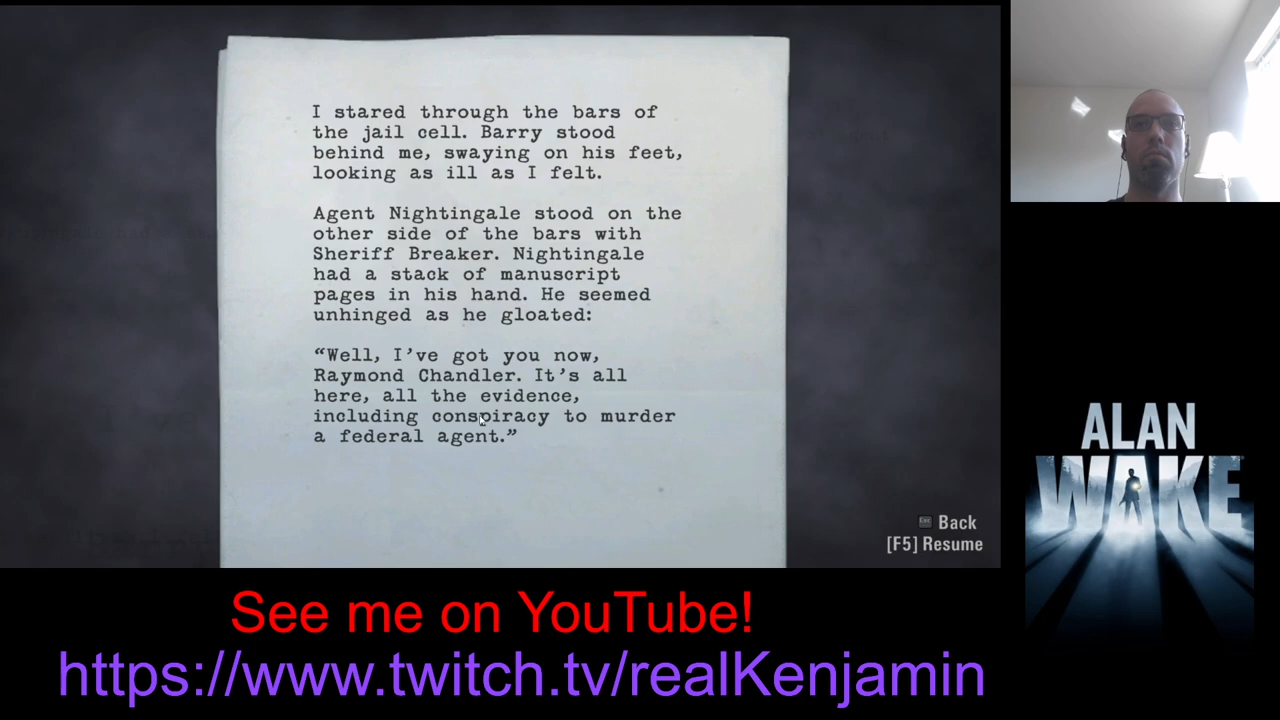 I stared through the bars of
the jail cell. Barry stood
behind me, swaying on his feet,
looking as ill as I felt.
Agent Nightingale stood on the
other side of the bars with
Sheriff Breaker. Nightingale
had a stack of manuscript
pages in his hand. He seemed
unhinged as he gloated:
“Well, I’ve got you now,
Raymond Chandler. It’s all
here, all the evidence,
including conspiracy to murder
a federal agent.”
Esc Back
[F5] Resume
ALAN
WAKE
See me on YouTube!
https://www.twitch.tv/realKenjamin